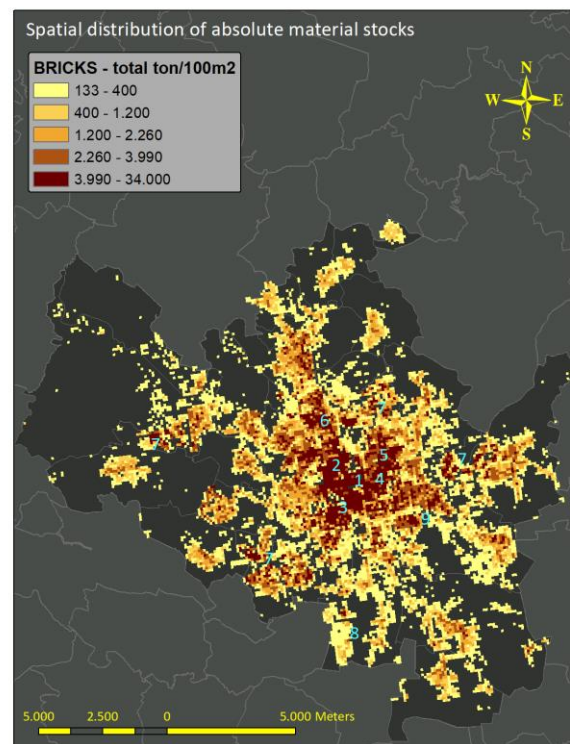 Spatial distribution of absolute material stocks
BRICKS - total ton/100m2
133 - 400
400 - 1.200
1.200 - 2.260
2.260 - 3.990
3.990 - 34.000
N
W E
S
6
7
2
5
7
7
1
4
3
9
7
8
5.000 2.500 0 5.000 Meters